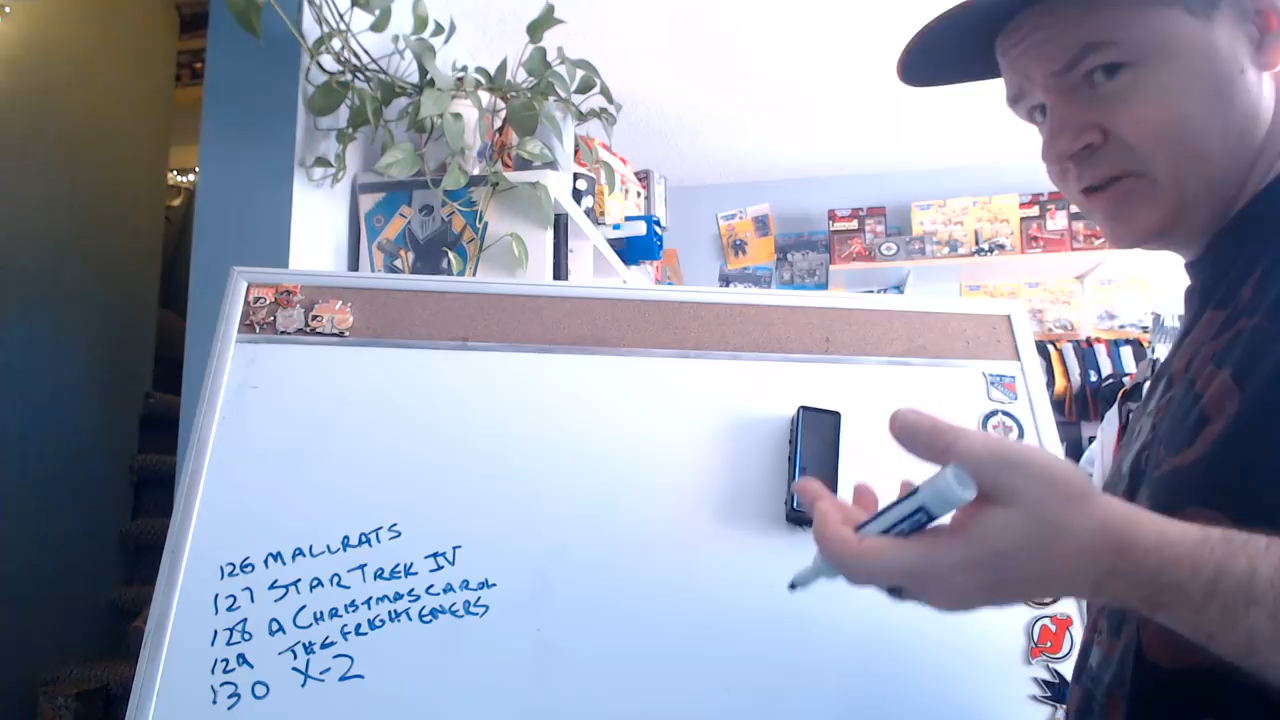 126 MALLRATS
127 STAR TREK IV
128 A CHRISTMAS CAROL
129 THE FRIGHTENERS
130 X-2